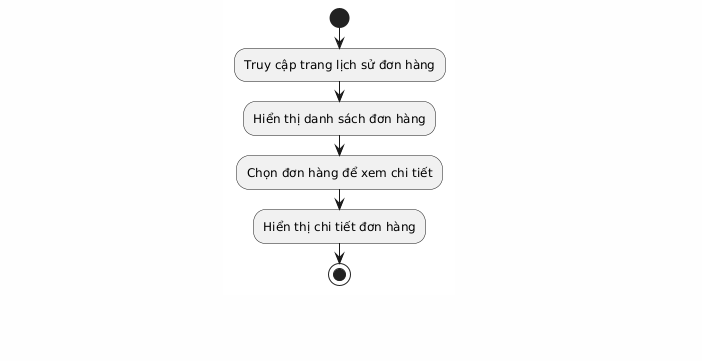 Truy cập trang lịch sử đơn hàng
Hiển thị danh sách đơn hàng
Chọn đơn hàng để xem chi tiết
Hiển thị chi tiết đơn hàng